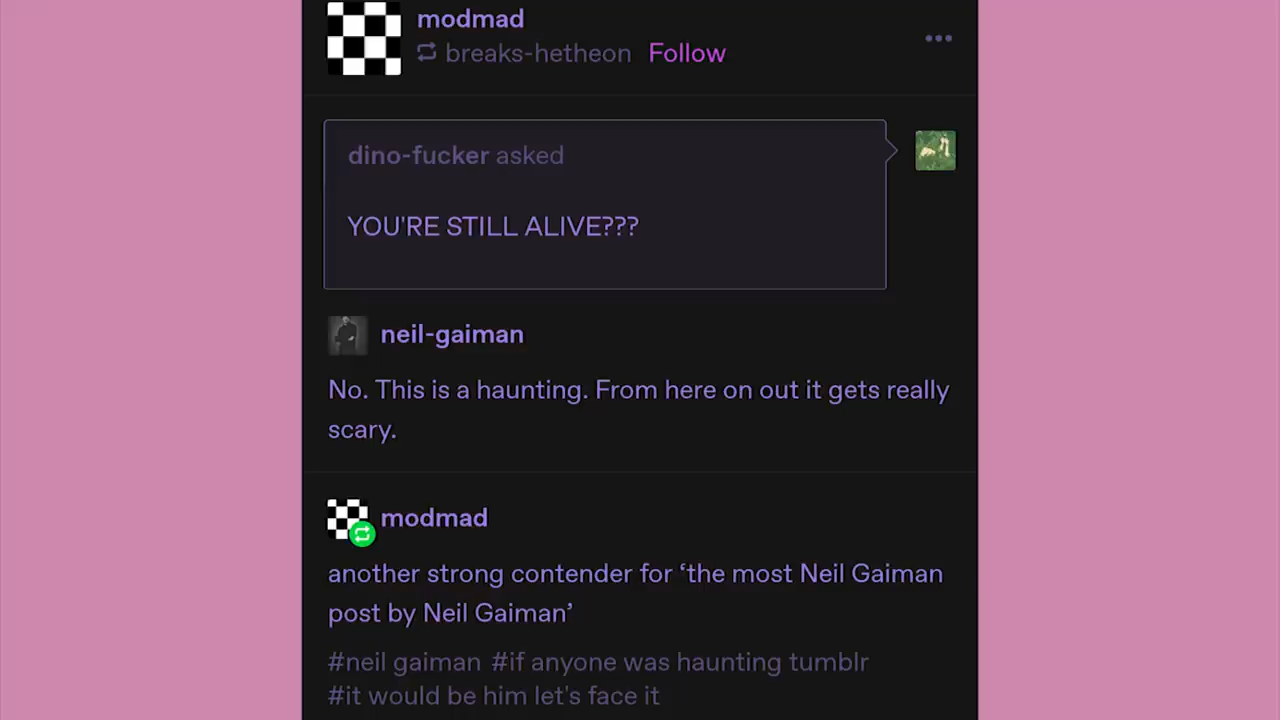 modmad
breaks-hetheon Follow
dino-fucker asked
YOU'RE STILL ALIVE???
neil-gaiman
No. This is a haunting. From here on out it gets really
scary.
modmad
another strong contender for ‘the most Neil Gaiman
post by Neil Gaiman’
#neil gaiman #if anyone was haunting tumblr
#it would be him let's face it